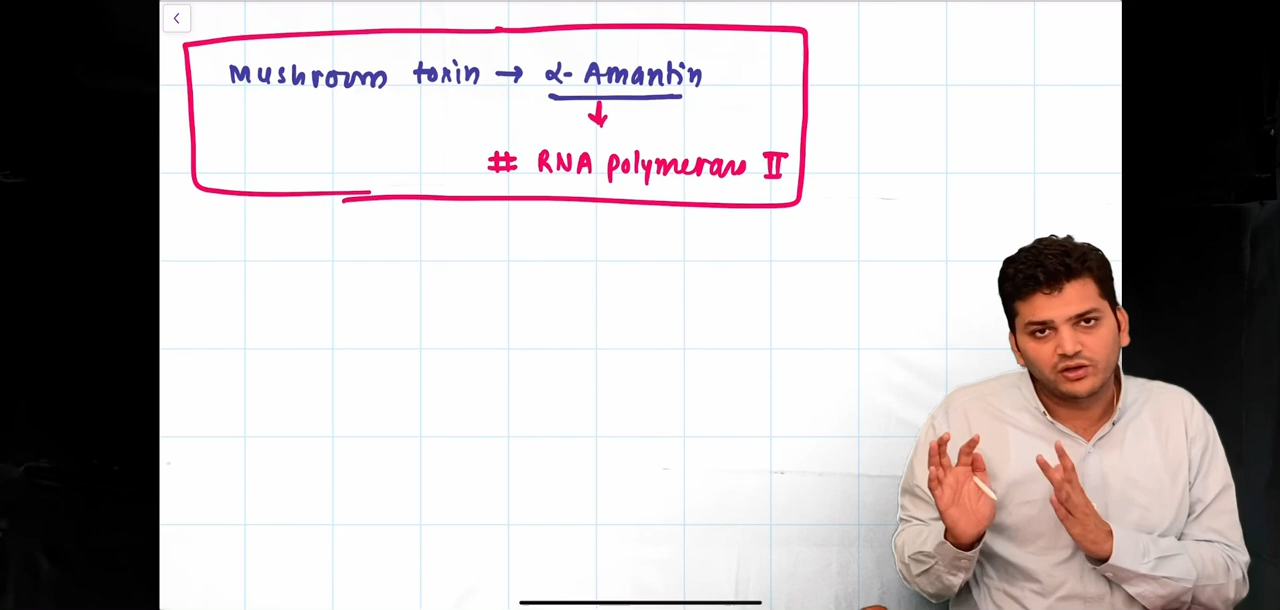 Mushroom toxin → α- Amantin
↓
# RNA polymerase II